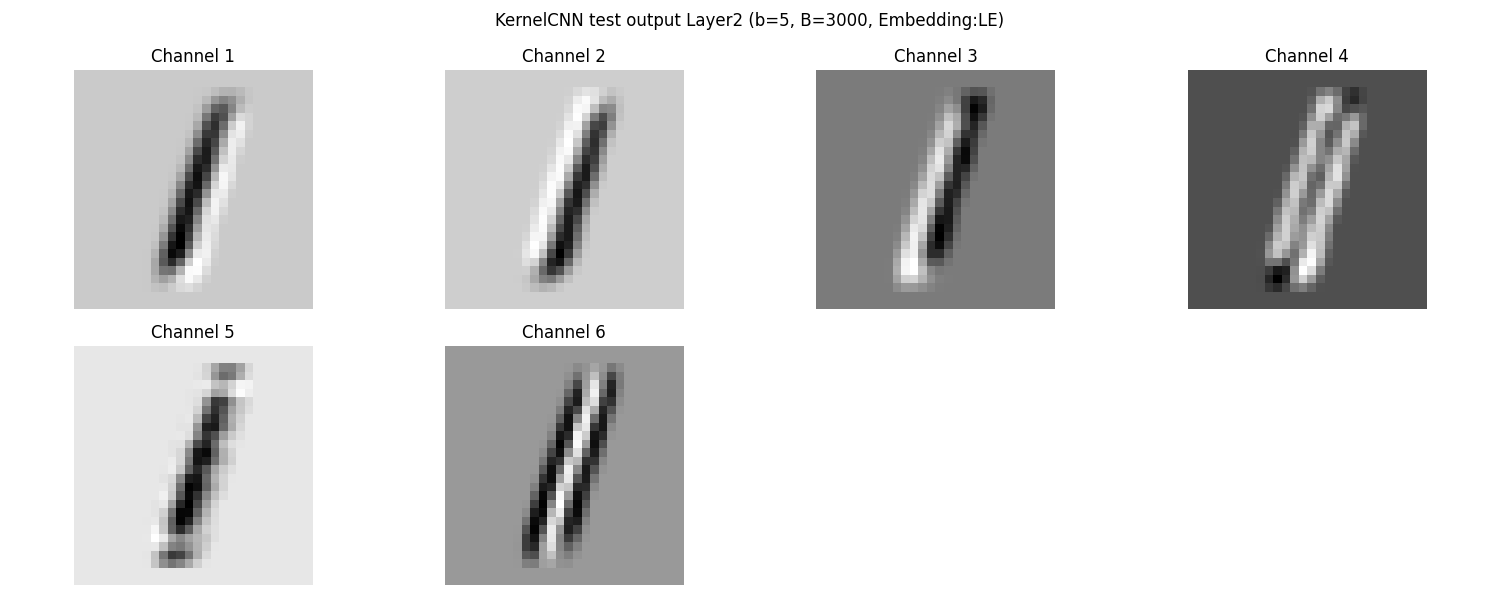 KernelCNN test output Layer2 (b=5, B=3000, Embedding:LE)
Channel 1
Channel 2
Channel 3
Channel 4
Channel 5
Channel 6